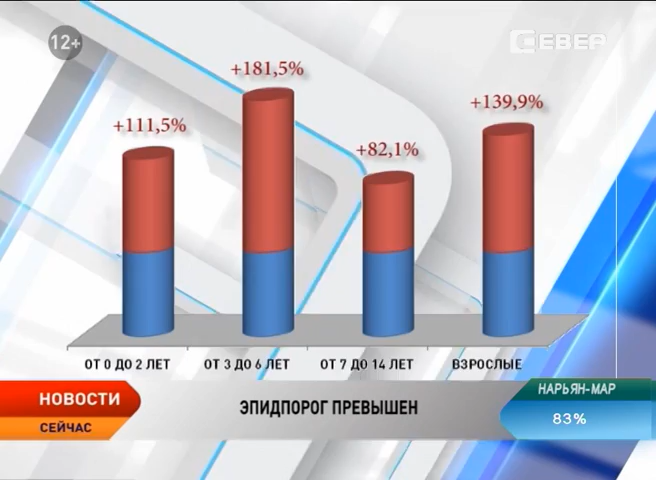 12+
СЕВЕР
+181,5%
+139,9%
+111,5%
+82,1%
ОТ 0 ДО 2 ЛЕТ ОТ 3 ДО 6 ЛЕТ ОТ 7 ДО 14 ЛЕТ ВЗРОСЛЫЕ
НОВОСТИ
СЕЙЧАС
ЭПИДПОРОГ ПРЕВЫШЕН
НАРЬЯН-МАР
83%